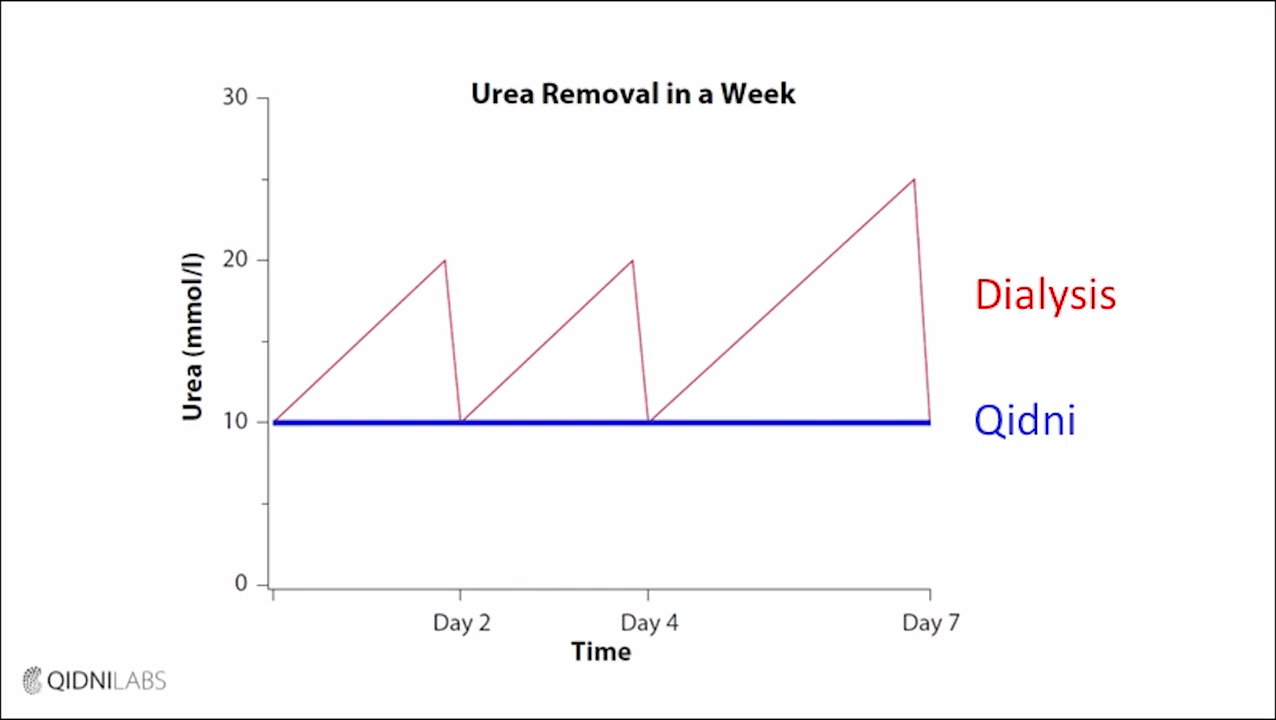 Urea Removal in a Week
30
20
10
0
Urea (mmol/l)
Dialysis
Qidni
Day 2 Day 4 Day 7
Time
QIDNILABS